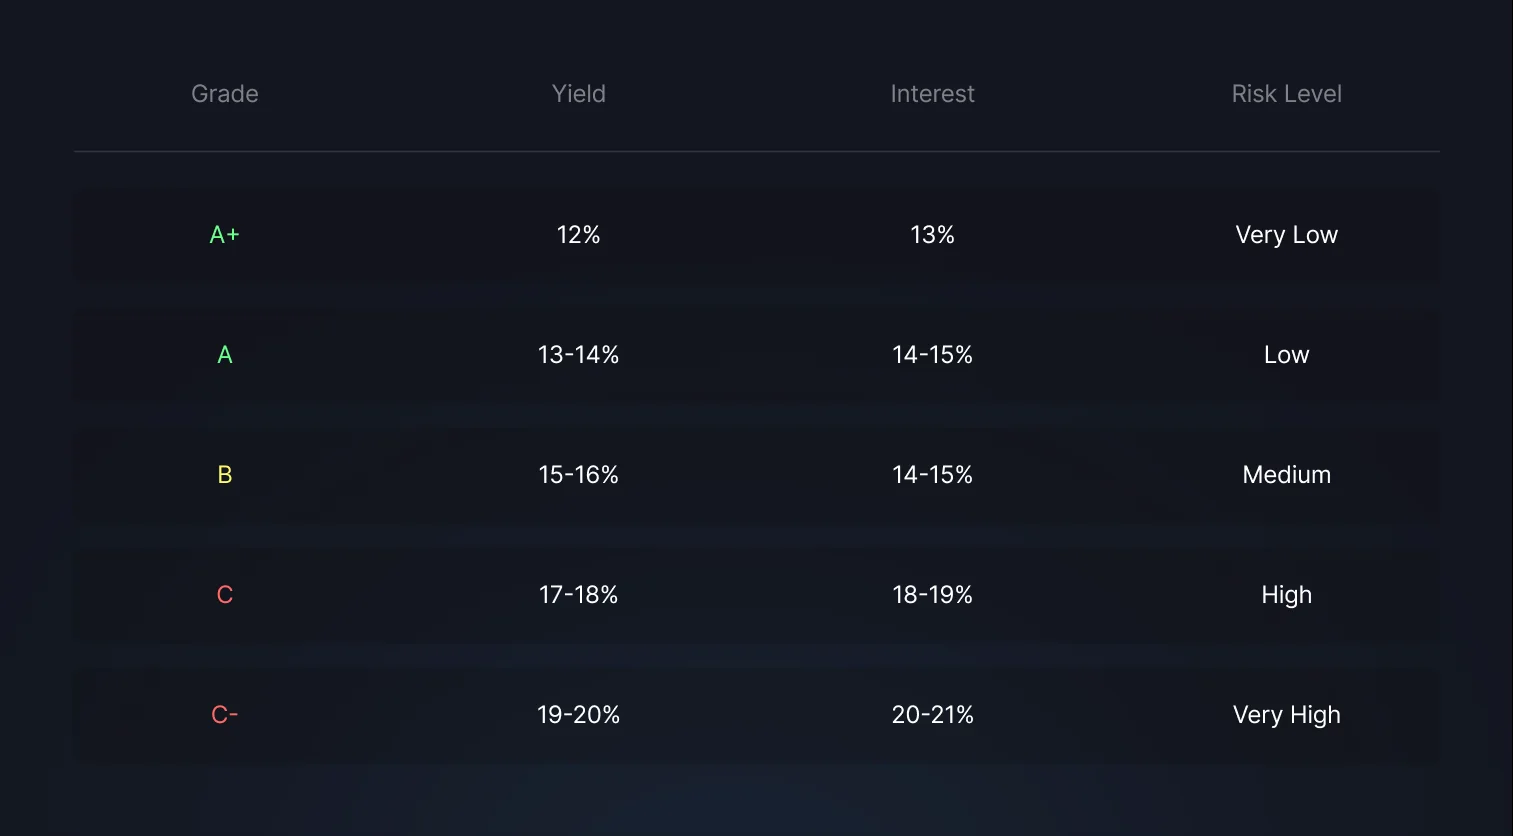 Grade Yield Interest Risk Level
A+ 12% 13% Very Low
A 13-14% 14-15% Low
B 15-16% 14-15% Medium
C 17-18% 18-19% High
C- 19-20% 20-21% Very High